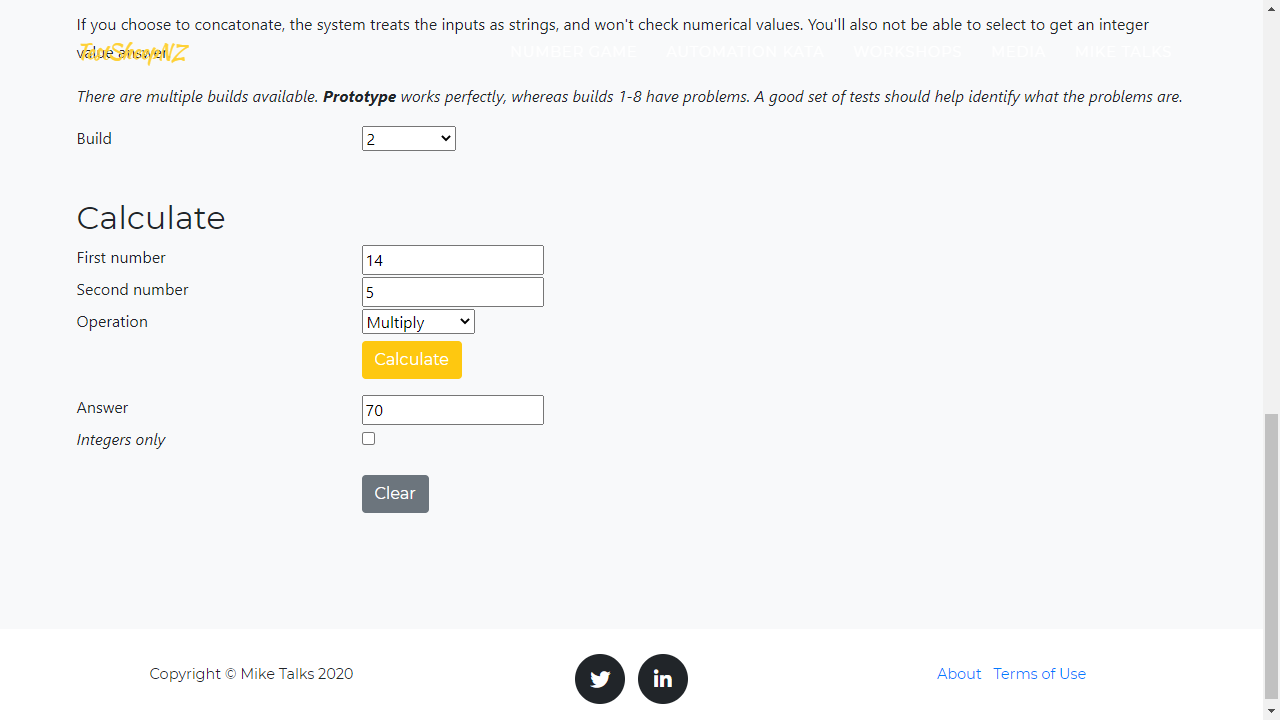 If you choose to concatonate, the system treats the inputs as strings, and won't check numerical values. You'll also not be able to select to get an integer
value answer.
TestSheepNZ
NUMBER GAME AUTOMATION KATA WORKSHOPS MEDIA MIKE TALKS
There are multiple builds available. Prototype works perfectly, whereas builds 1-8 have problems. A good set of tests should help identify what the problems are.
Build 2
Calculate
First number 14
Second number 5
Operation Multiply
Calculate
Answer 70
Integers only
Clear
Copyright © Mike Talks 2020 in About Terms of Use